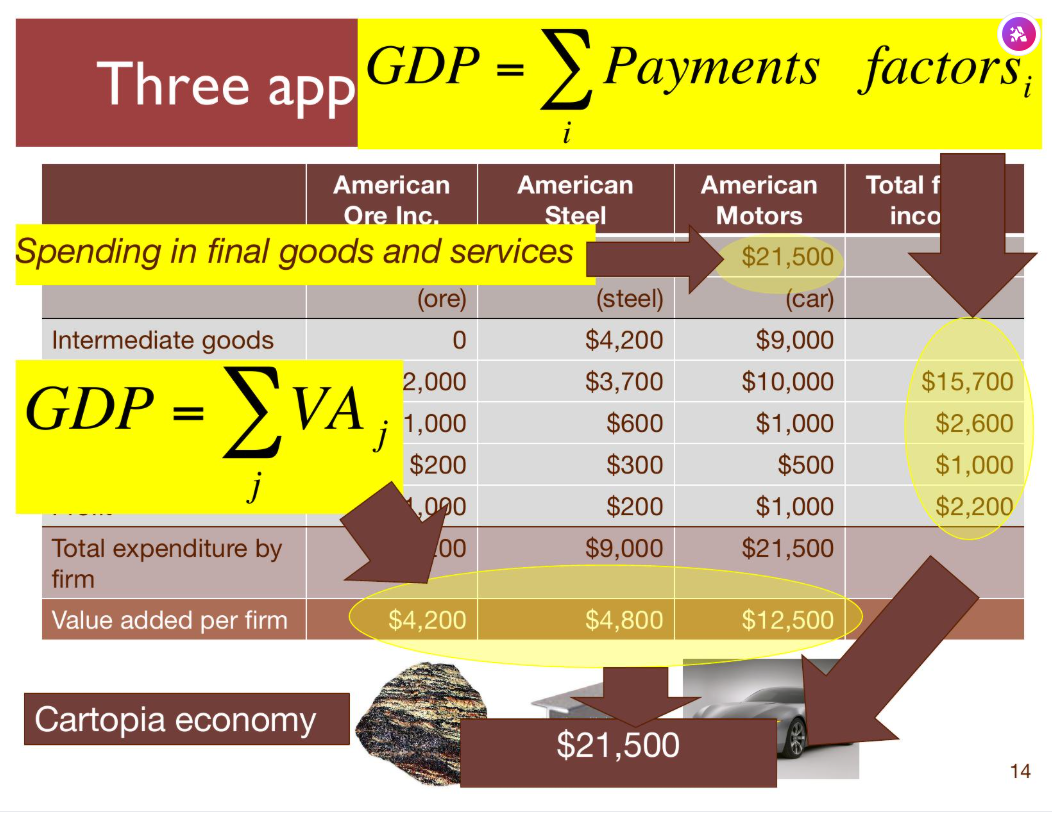 Three app
GDP = ∑ Payments factors i
i
American Ore Inc. American Steel American Motors Total f
inco
Spending in final goods and services $21,500
(ore) (steel) (car)
Intermediate goods 0 $4,200 $9,000
2,000 $3,700 $10,000 $15,700
GDP = ∑ VA j
j
1,000 $600 $1,000 $2,600
$200 $300 $500 $1,000
1,000 $200 $1,000 $2,200
Total expenditure by firm 00 $9,000 $21,500
Value added per firm $4,200 $4,800 $12,500
Cartopia economy
$21,500
14